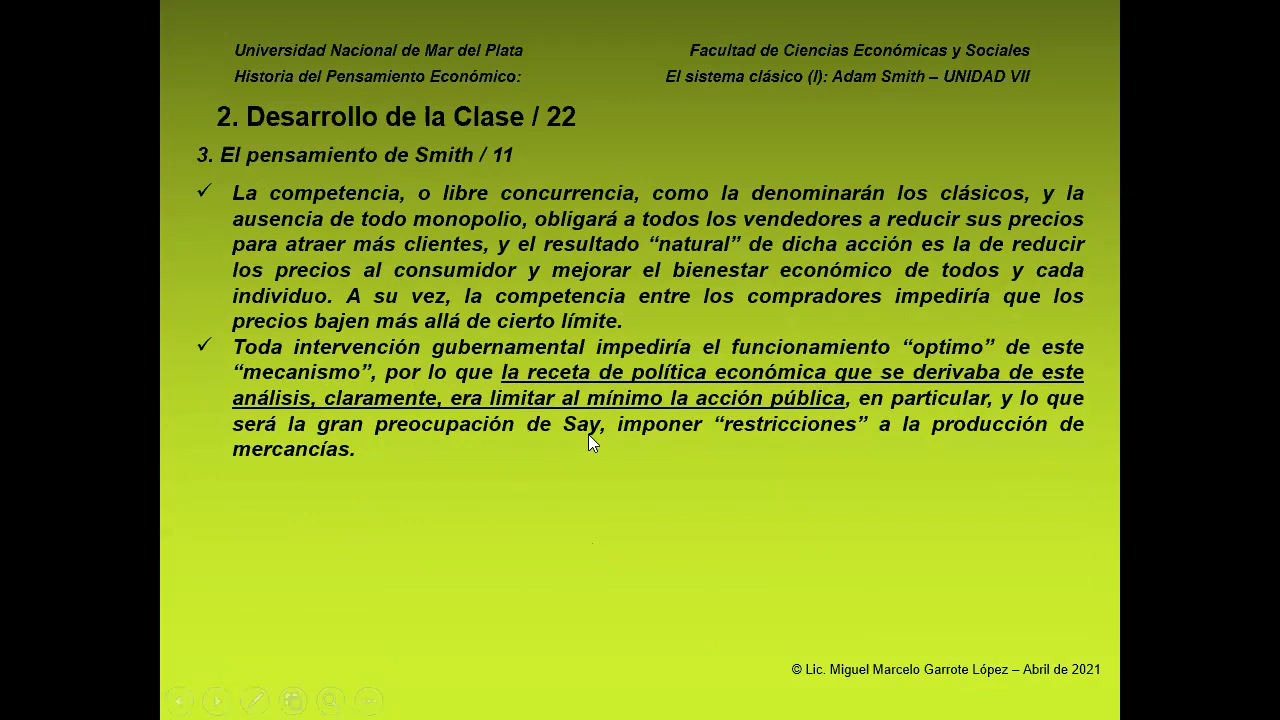 Universidad Nacional de Mar del Plata
Facultad de Ciencias Económicas y Sociales
Historia del Pensamiento Económico:
El sistema clásico (I): Adam Smith – UNIDAD VII
2. Desarrollo de la Clase / 22
3. El pensamiento de Smith / 11
✓ La competencia, o libre concurrencia, como la denominarán los clásicos, y la
ausencia de todo monopolio, obligará a todos los vendedores a reducir sus precios
para atraer más clientes, y el resultado “natural” de dicha acción es la de reducir
los precios al consumidor y mejorar el bienestar económico de todos y cada
individuo. A su vez, la competencia entre los compradores impediría que los
precios bajen más allá de cierto límite.
✓ Toda intervención gubernamental impediría el funcionamiento “optimo” de este
“mecanismo”, por lo que la receta de política económica que se derivaba de este
análisis, claramente, era limitar al mínimo la acción pública, en particular, y lo que
será la gran preocupación de Say, imponer “restricciones” a la producción de
mercancías.
© Lic. Miguel Marcelo Garrote López – Abril de 2021